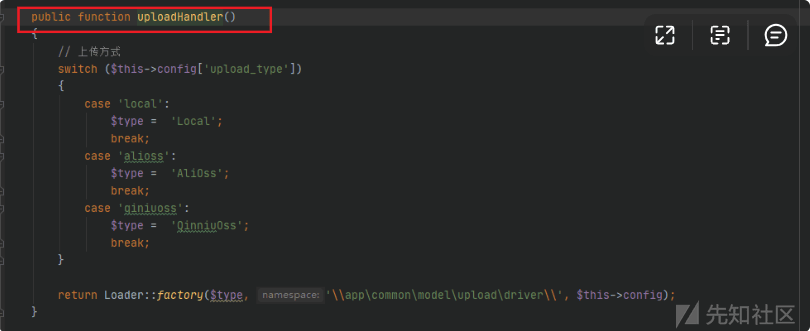 public function uploadHandler()
{
// 上传方式
switch ($this->config['upload_type'])
{
case 'local':
$type = 'Local';
break;
case 'alioss':
$type = 'AliOss';
break;
case 'qiniuoss':
$type = 'QinniuOss';
break;
}
return Loader::factory($type, namespace: '\\app\common\model\upload\driver\\', $this->config);
}
先知社区